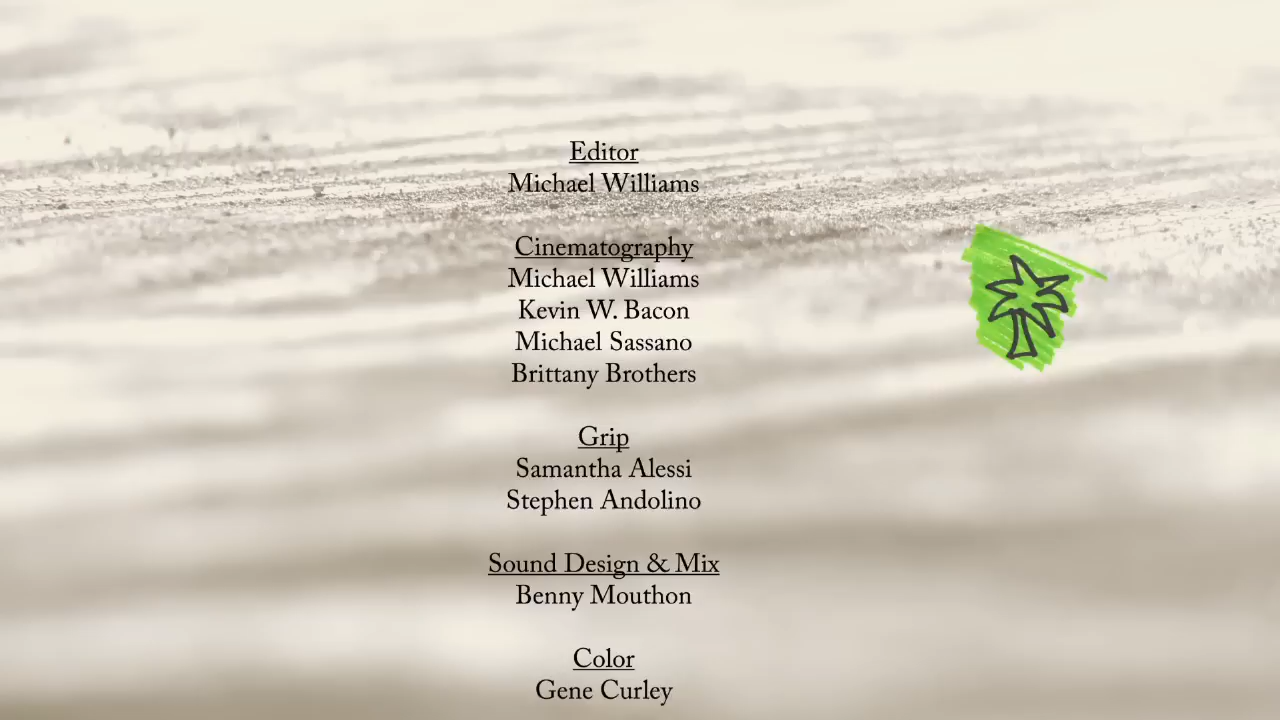 Editor
Michael Williams
Cinematography
Michael Williams
Kevin W. Bacon
Michael Sassano
Brittany Brothers
Grip
Samantha Alessi
Stephen Andolino
Sound Design & Mix
Benny Mouthon
Color
Gene Curley